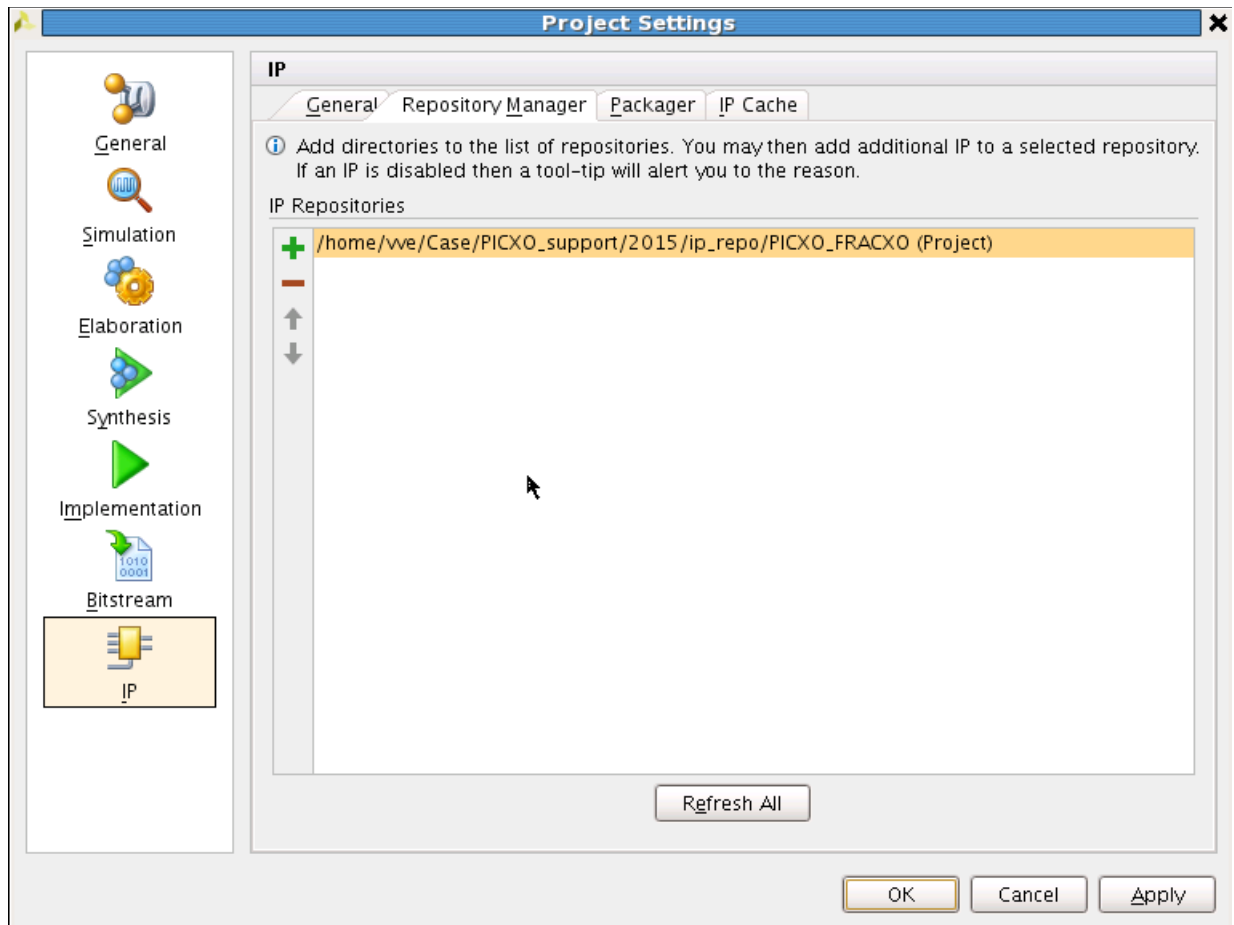 Project Settings
IP
General Repository Manager Packager IP Cache
General
Add directories to the list of repositories. You may then add additional IP to a selected repository.
If an IP is disabled then a tool-tip will alert you to the reason.
IP Repositories
Simulation
/home/vve/Case/PICXO_support/2015/ip_repo/PICXO_FRACXO (Project)
Elaboration
Synthesis
Implementation
1010
0001
Bitstream
IP
Refresh All
OK Cancel Apply